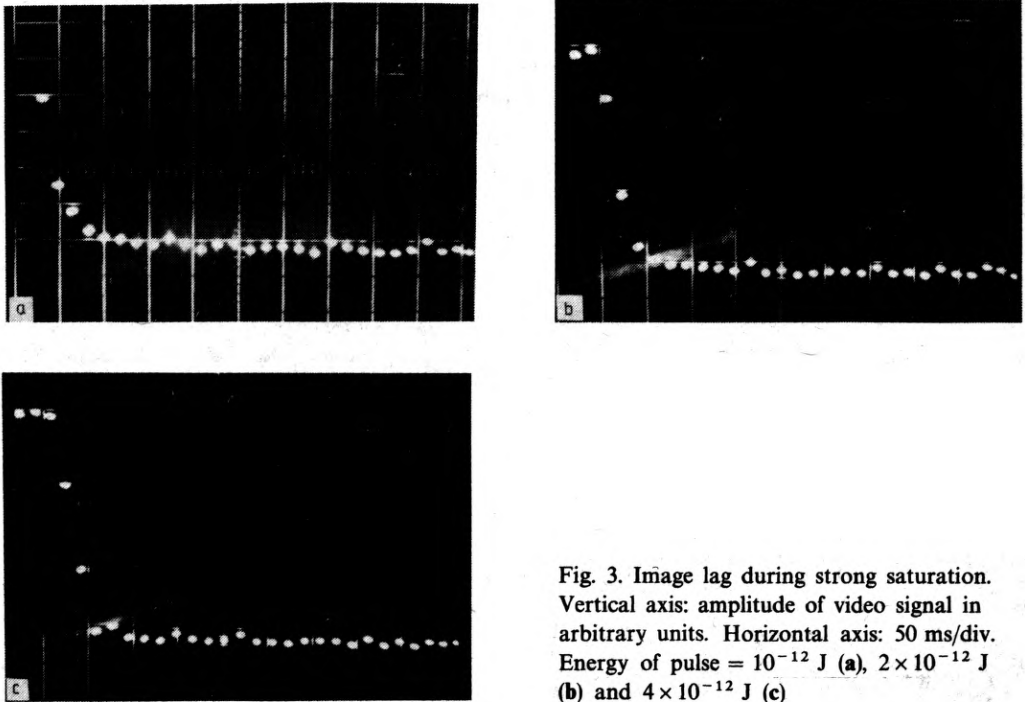 a
b
c
Fig. 3. Image lag during strong saturation.
Vertical axis: amplitude of video signal in
arbitrary units. Horizontal axis: 50 ms/div.
Energy of pulse = 10⁻¹² J (a), 2 × 10⁻¹² J
(b) and 4 × 10⁻¹² J (c)